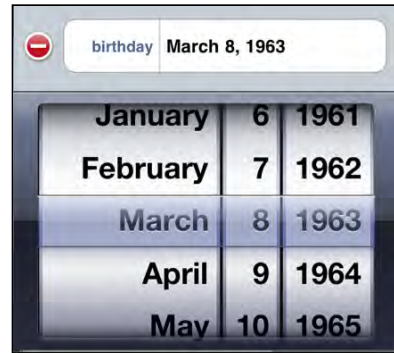 birthday March 8, 1963
January 6 1961
February 7 1962
March 8 1963
April 9 1964
May 10 1965